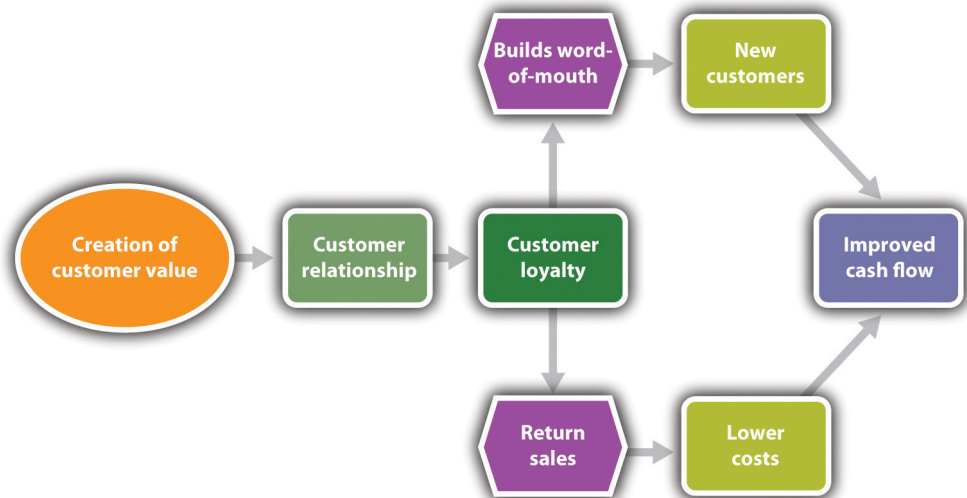 Builds word-
of-mouth
New
customers
Creation of
customer value
Customer
relationship
Customer
loyalty
Improved
cash flow
Return
sales
Lower
costs